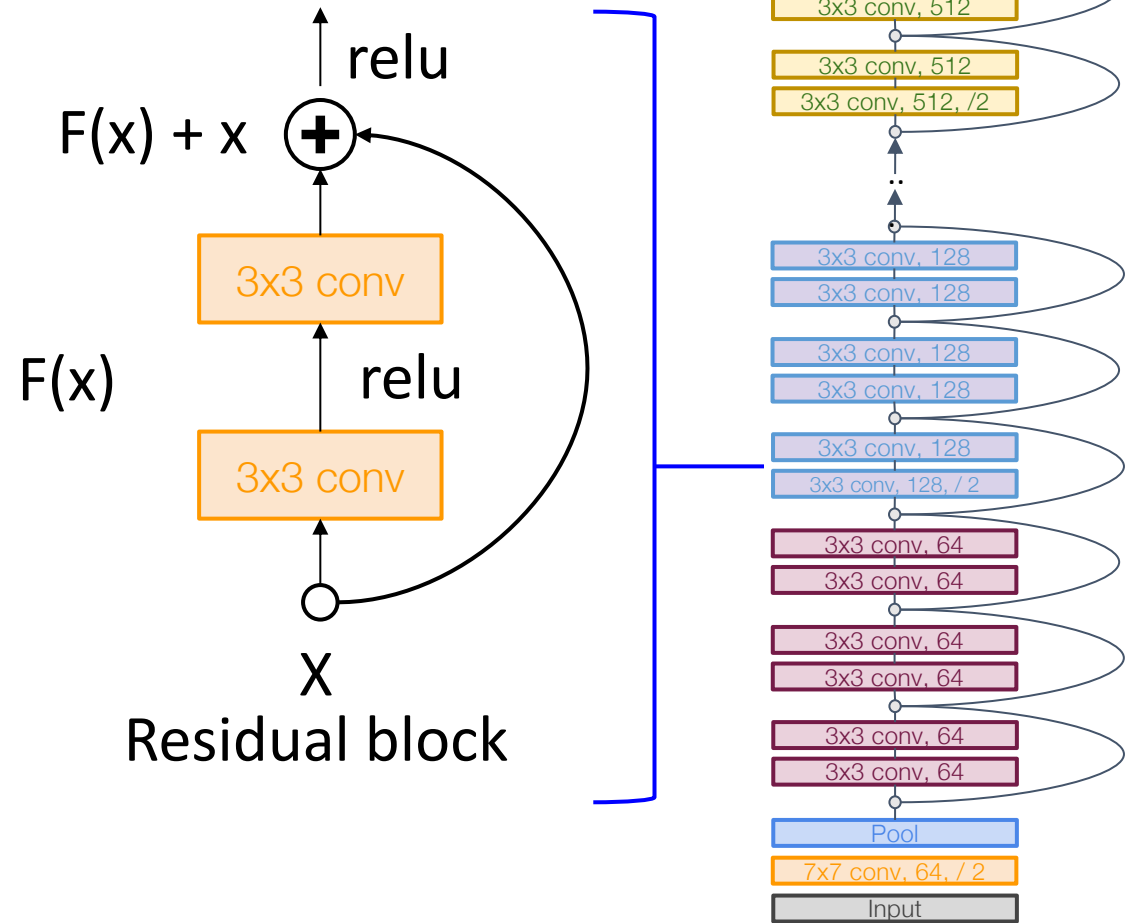 relu
F(x) + x
3x3 conv
F(x)
relu
3x3 conv
X
Residual block
3x3 conv, 512
3x3 conv, 512
3x3 conv, 512, /2
..
3x3 conv, 128
3x3 conv, 128
3x3 conv, 128
3x3 conv, 128
3x3 conv, 128
3x3 conv, 128, / 2
3x3 conv, 64
3x3 conv, 64
3x3 conv, 64
3x3 conv, 64
3x3 conv, 64
3x3 conv, 64
Pool
7x7 conv, 64, / 2
Input